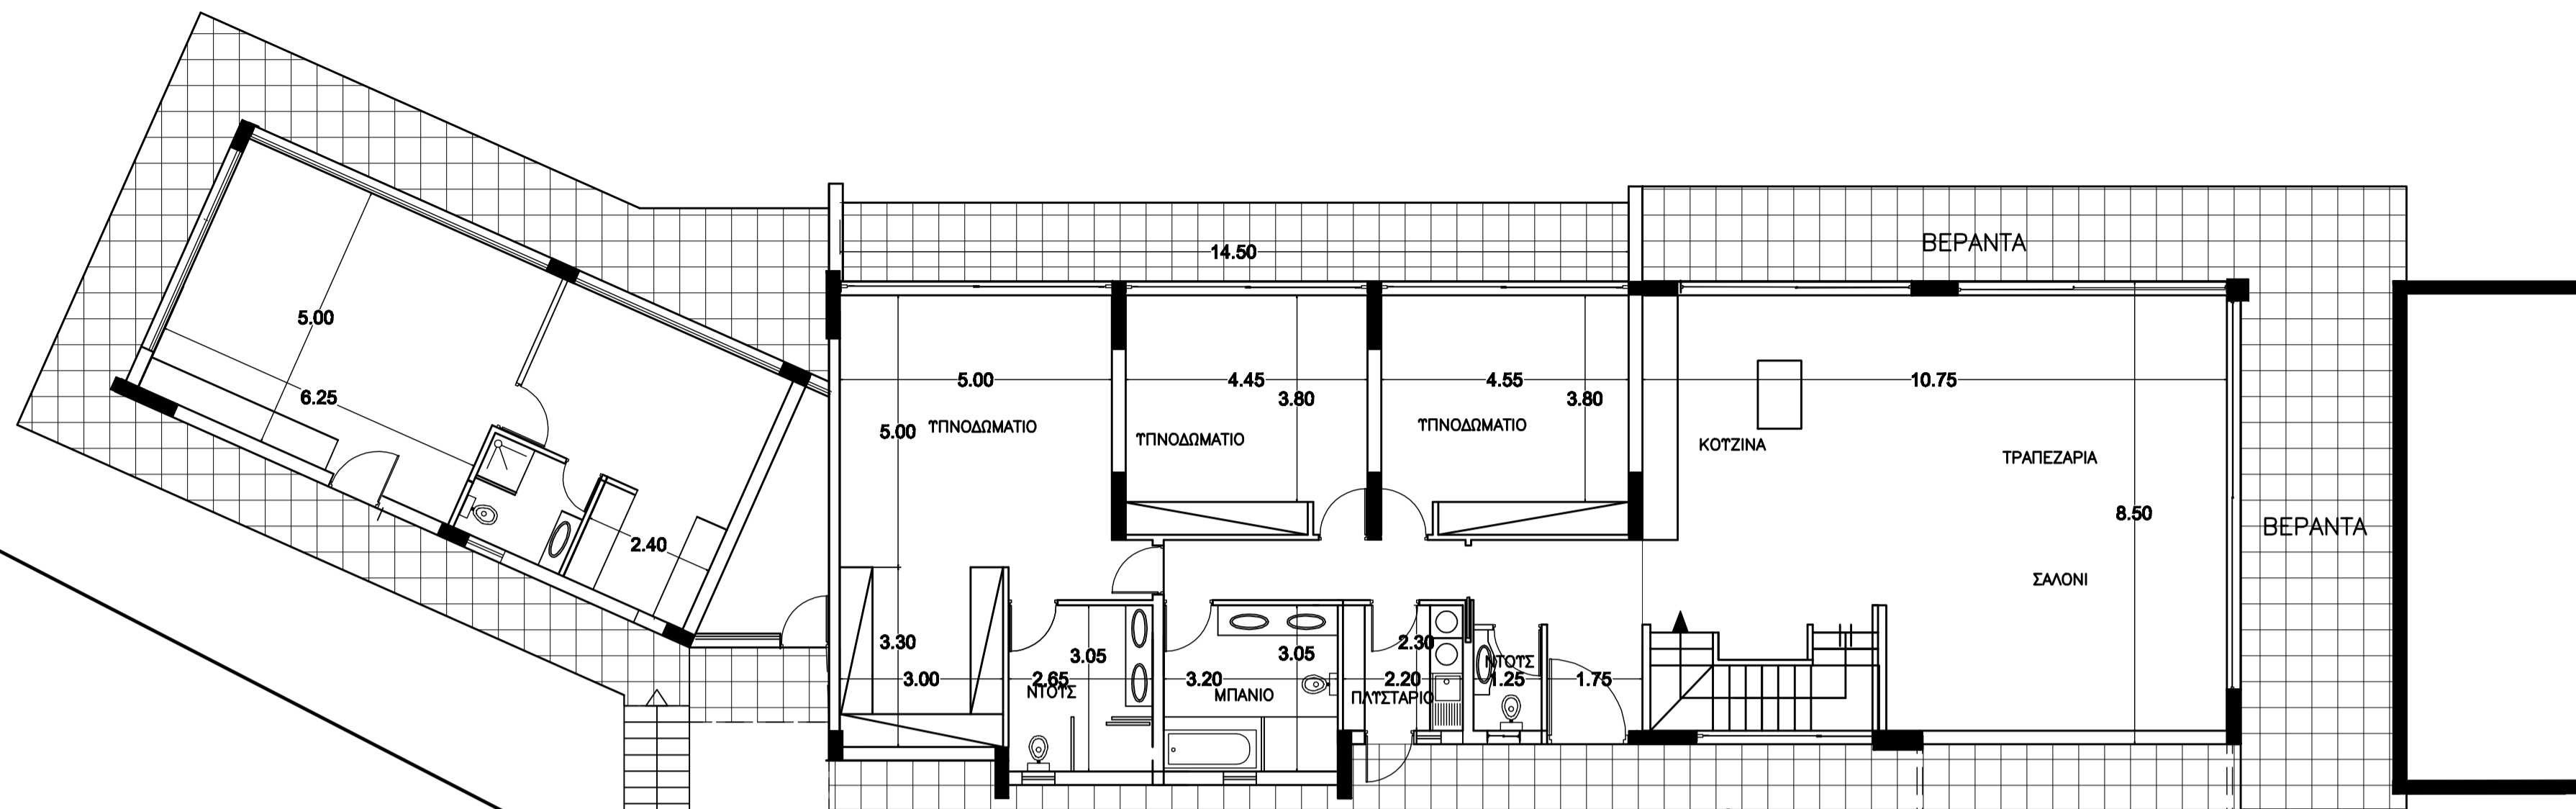 ΒΕΡΑΝΤΑ
14.50
5.00
6.25
2.40
5.00
4.45
4.55
10.75
3.80
3.80
5.00
ΥΠΝΟΔΩΜΑΤΙΟ
ΥΠΝΟΔΩΜΑΤΙΟ
ΥΠΝΟΔΩΜΑΤΙΟ
ΚΟΥΖΙΝΑ
ΤΡΑΠΕΖΑΡΙΑ
8.50
ΒΕΡΑΝΤΑ
ΣΑΛΟΝΙ
3.30
3.05
3.05
2.30
3.00
2.65
3.20
2.20
1.25
1.75
ΝΤΟΥΣ
ΜΠΑΝΙΟ
ΠΛΥΣΤΑΡΙΟ
ΝΤΟΥΣ